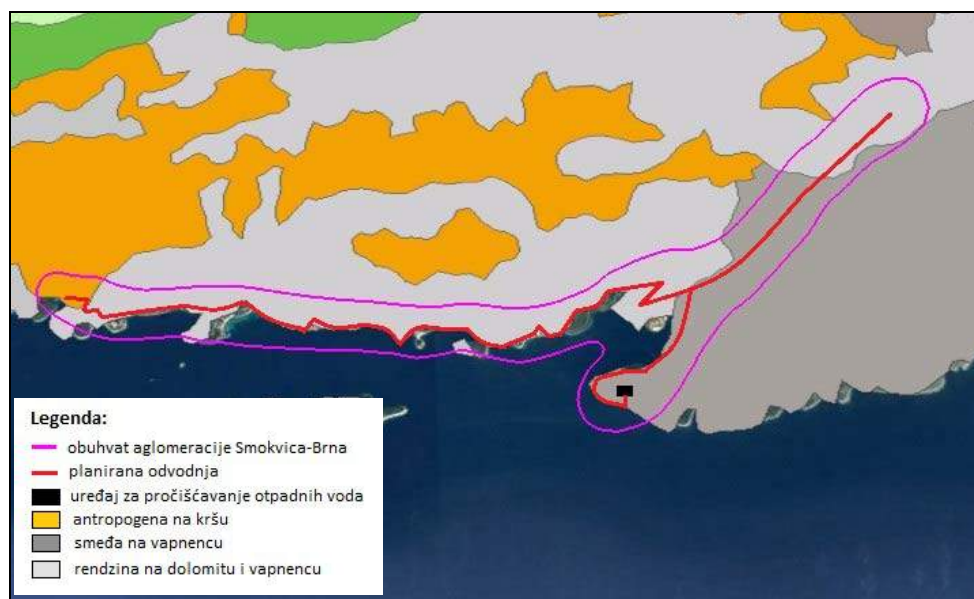 Legenda:
obuhvat aglomeracije Smokvica-Brna
planirana odvodnja
uređaj za pročišćavanje otpadnih voda
antropogena na kršu
smeđa na vapnencu
rendzina na dolomitu i vapnencu